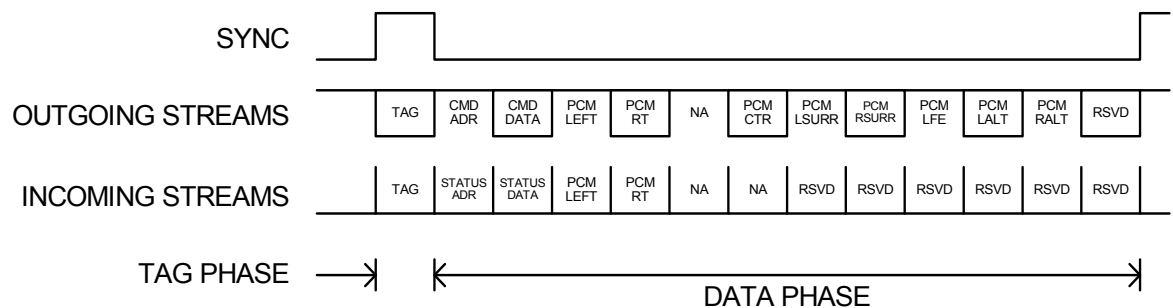 SYNC
OUTGOING STREAMS
TAG
CMD
ADR
CMD
DATA
PCM
LEFT
PCM
RT
NA
PCM
CTR
PCM
LSURR
PCM
RSURR
PCM
LFE
PCM
LALT
PCM
RALT
RSVD
INCOMING STREAMS
TAG
STATUS
ADR
STATUS
DATA
PCM
LEFT
PCM
RT
NA
NA
RSVD
RSVD
RSVD
RSVD
RSVD
RSVD
TAG PHASE
DATA PHASE